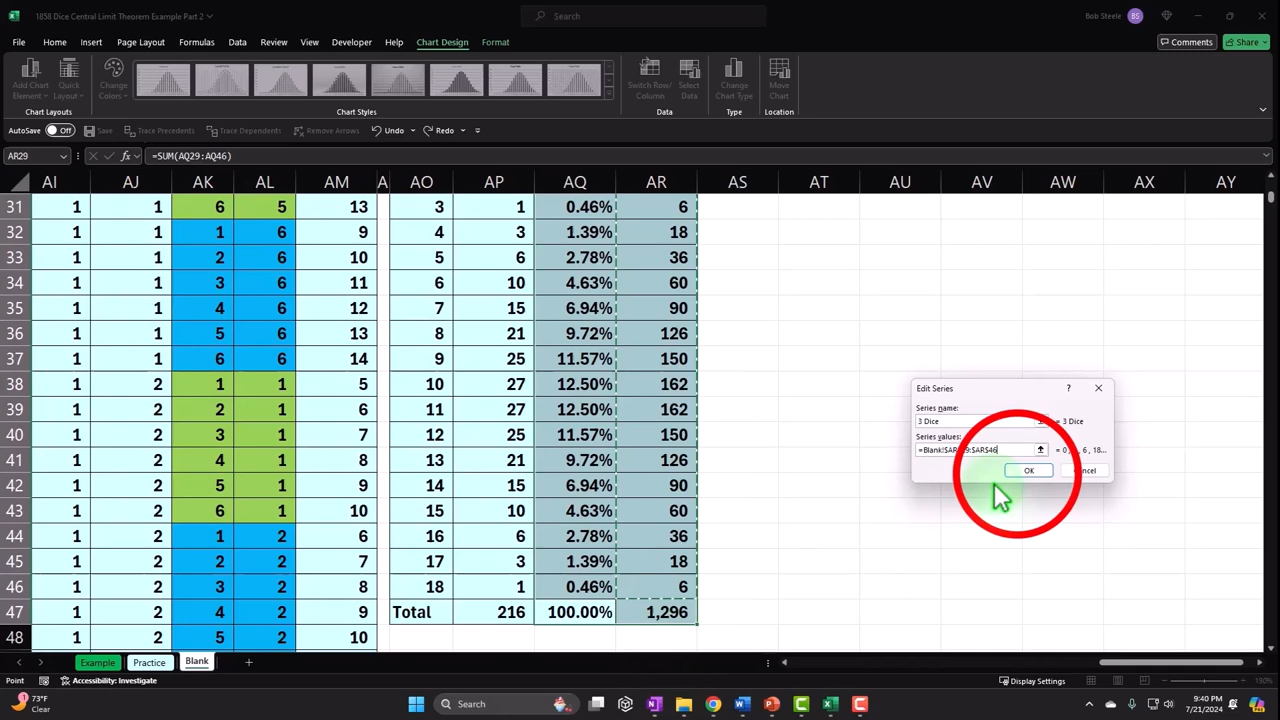 1858 Dice Central Limit Theorem Example Part 2
Search
Bob Steele
BS
File
Home
Insert
Page Layout
Formulas
Data
Review
View
Developer
Help
Chart Design
Format
Comments
Share
Add Chart Element
Quick Layout
Change Colors
Switch Row/ Column
Select Data
Change Chart Type
Move Chart
Chart Layouts
Chart Styles
Data
Type
Location
AutoSave Off Save Trace Precedents Trace Dependents Remove Arrows Undo Redo
AR29 fx =SUM(AQ29:AQ46)
AI AJ AK AL AM A AO AP AQ AR AS AT AU AV AW AX AY
31 1 1 6 5 13 3 1 0.46% 6
32 1 1 1 6 9 4 3 1.39% 18
33 1 1 2 6 10 5 6 2.78% 36
34 1 1 3 6 11 6 10 4.63% 60
35 1 1 4 6 12 7 15 6.94% 90
36 1 1 5 6 13 8 21 9.72% 126
37 1 1 6 6 14 9 25 11.57% 150
38 1 2 1 1 5 10 27 12.50% 162
39 1 2 2 1 6 11 27 12.50% 162
40 1 2 3 1 7 12 25 11.57% 150
41 1 2 4 1 8 13 21 9.72% 126
42 1 2 5 1 9 14 15 6.94% 90
43 1 2 6 1 10 15 10 4.63% 60
44 1 2 1 2 6 16 6 2.78% 36
45 1 2 2 2 7 17 3 1.39% 18
46 1 2 3 2 8 18 1 0.46% 6
47 1 2 4 2 9 Total 216 100.00% 1,296
48 1 2 5 2 10
Edit Series ?
Series name:
3 Dice = 3 Dice
Series values:
:$AR$46 6 , 18...
OK
Example Practice Blank +
Point Accessibility: Investigate Display Settings 130%
73°F
Clear
Search
9:40 PM
7/21/2024